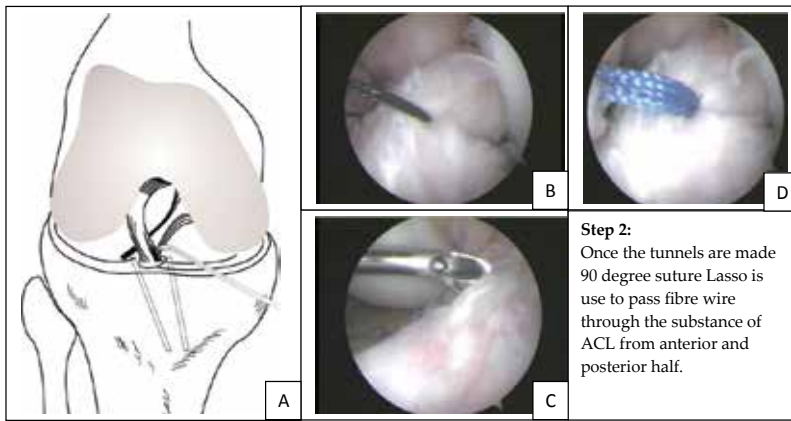 A
B
C
D
Step 2:
Once the tunnels are made
90 degree suture Lasso is
use to pass fibre wire
through the substance of
ACL from anterior and
posterior half.